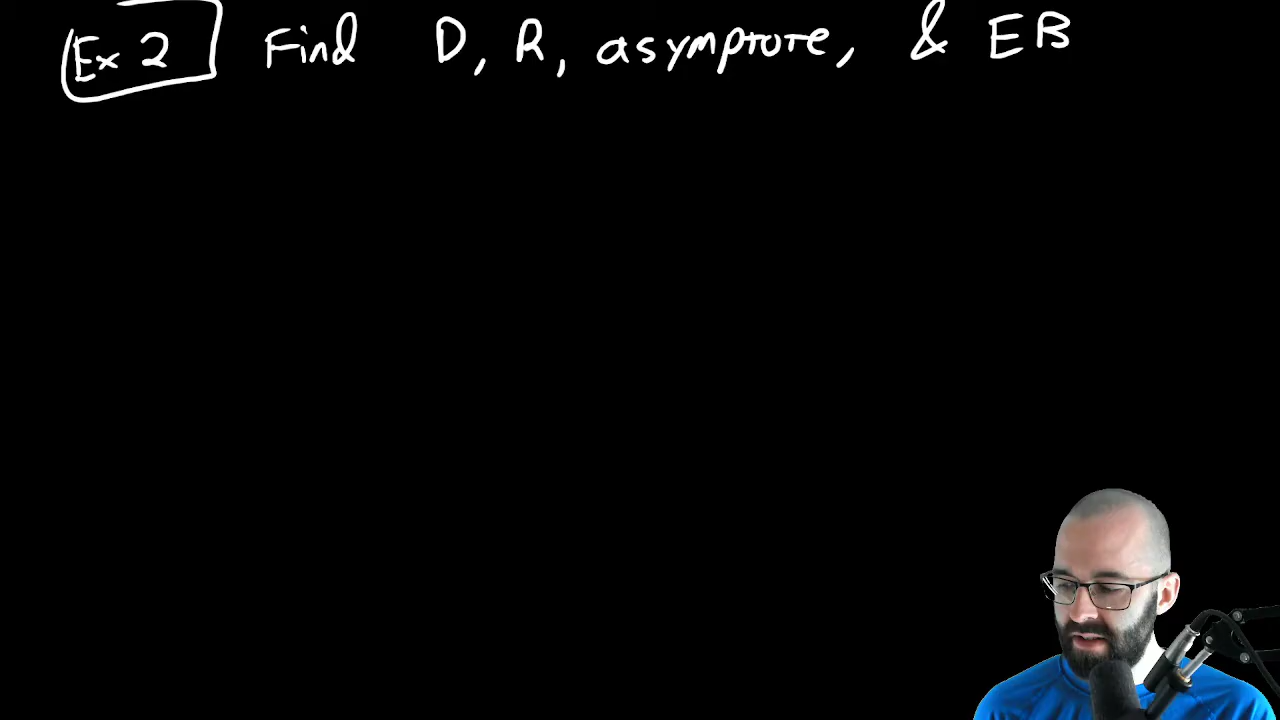 Ex 2 Find D, R, asymptote, & EB